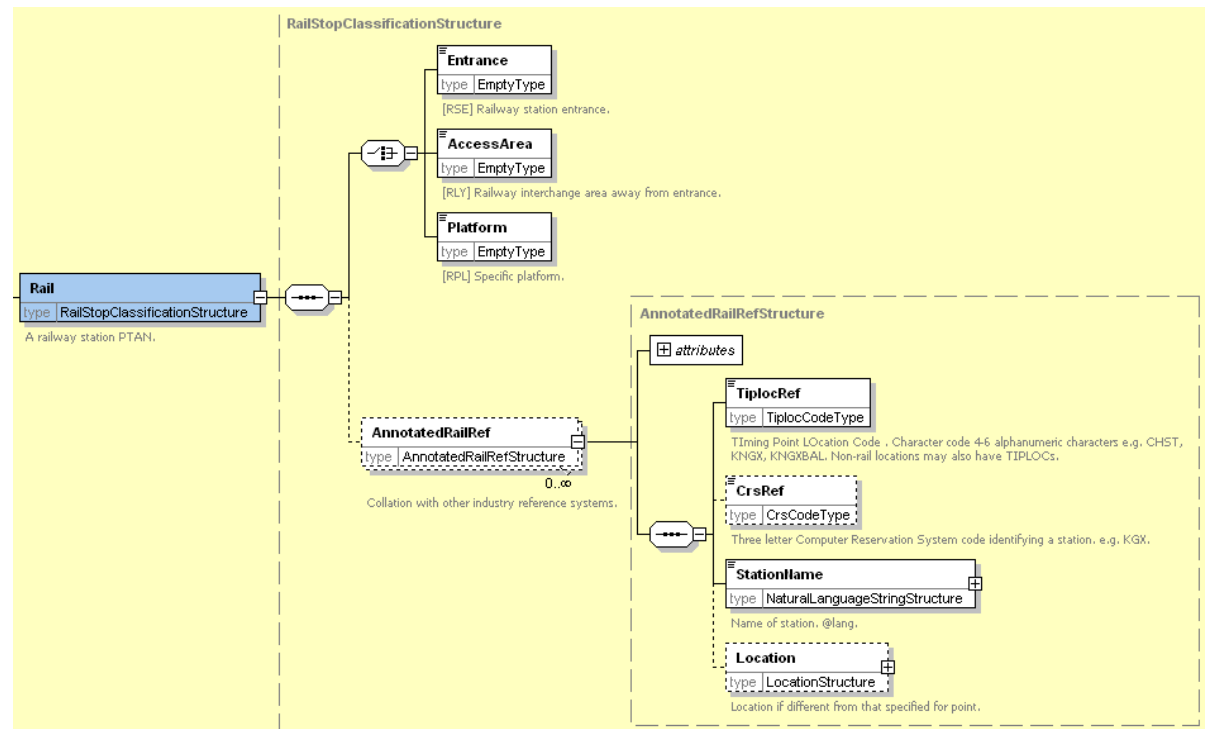 RailStopClassificationStructure
Entrance
type EmptyType
[RSE] Railway station entrance.
AccessArea
type EmptyType
[RLY] Railway interchange area away from entrance.
Platform
type EmptyType
[RPL] Specific platform.
Rail
type RailStopClassificationStructure
A railway station PTAN.
AnnotatedRailRefStructure
attributes
AnnotatedRailRef
type AnnotatedRailRefStructure
0..∞
Collation with other industry reference systems.
TiplocRef
type TiplocCodeType
TIming Point LOcation Code . Character code 4-6 alphanumeric characters e.g. CHST,
KNGX, KNGXBAL. Non-rail locations may also have TIPLOCs.
CrsRef
type CrsCodeType
Three letter Computer Reservation System code identifying a station. e.g. KGX.
StationName
type NaturalLanguageStringStructure
Name of station. @lang.
Location
type LocationStructure
Location if different from that specified for point.